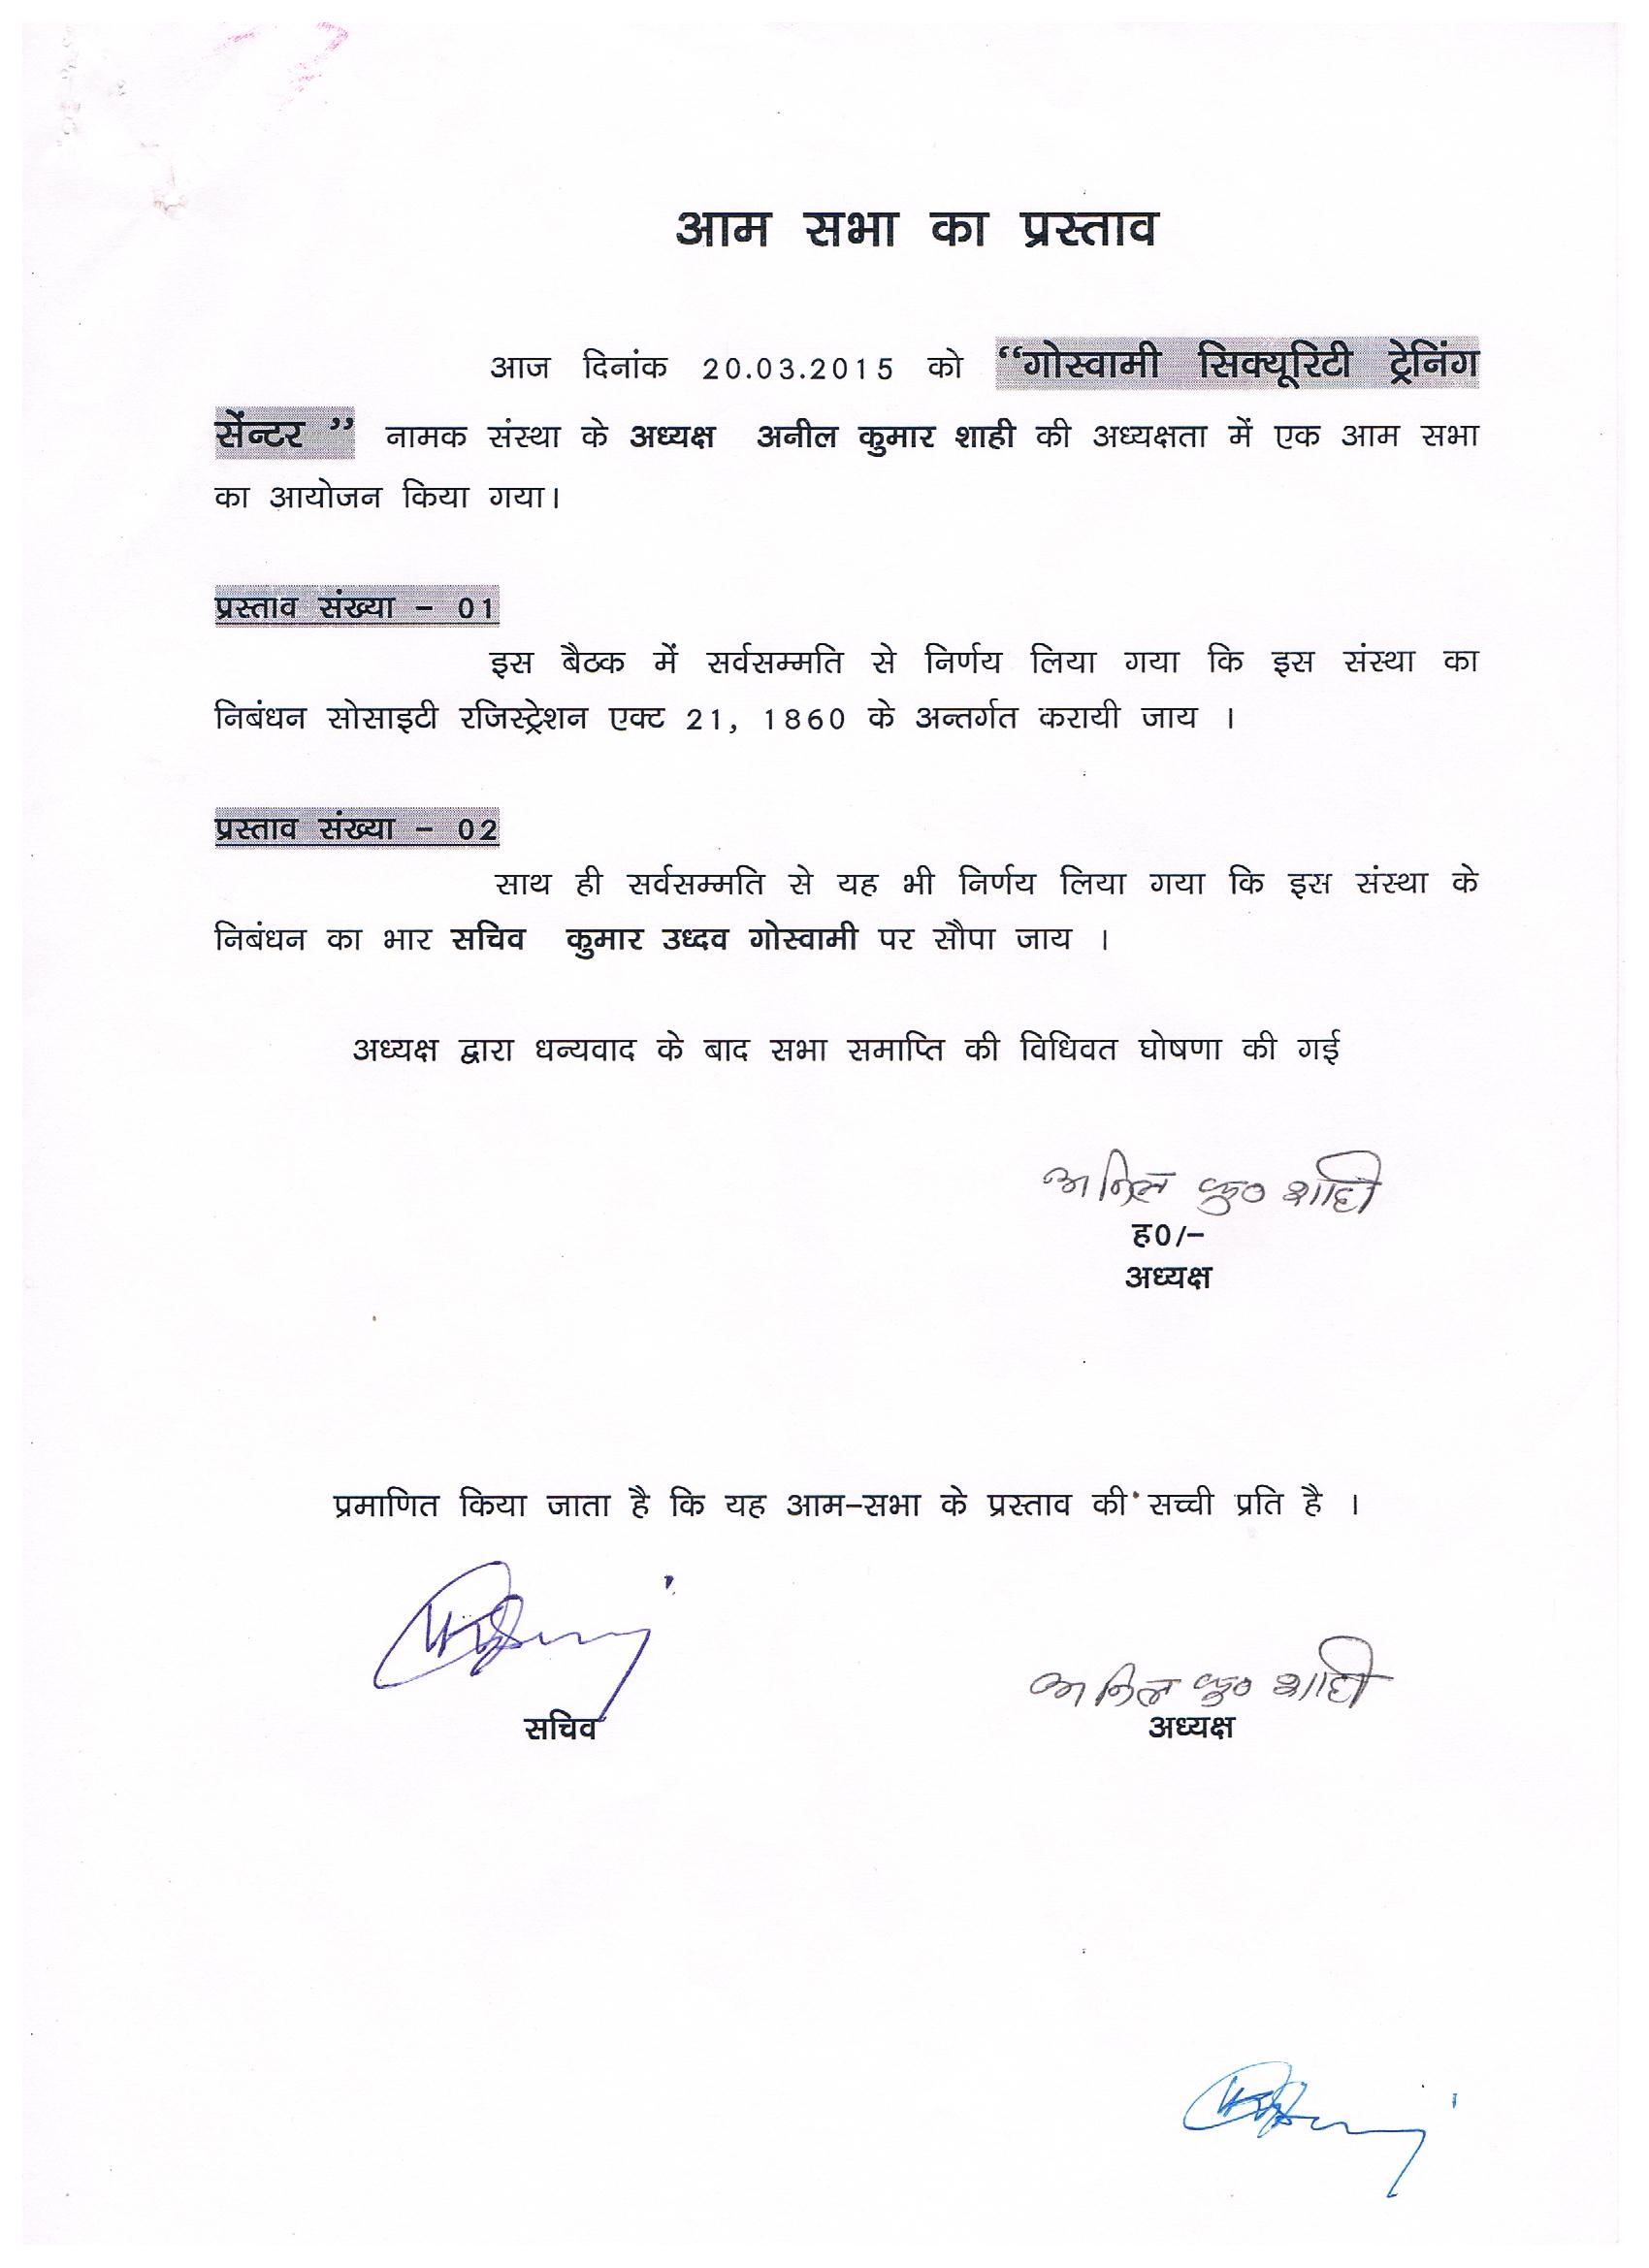 आम सभा का प्रस्ताव
आज दिनांक 20.03.2015 को “गोस्वामी सिक्यूरिटी ट्रेनिंग
सेंन्टर ” नामक संस्था के अध्यक्ष अनील कुमार शाही की अध्यक्षता में एक आम सभा
का आयोजन किया गया।
प्रस्ताव संख्या – 01
इस बैठक में सर्वसम्मति से निर्णय लिया गया कि इस संस्था का
निबंधन सोसाइटी रजिस्ट्रेशन एक्ट 21, 1860 के अन्तर्गत करायी जाय ।
प्रस्ताव संख्या – 02
साथ ही सर्वसम्मति से यह भी निर्णय लिया गया कि इस संस्था के
निबंधन का भार सचिव कुमार उध्दव गोस्वामी पर सौपा जाय ।
अध्यक्ष द्वारा धन्यवाद के बाद सभा समाप्ति की विधिवत घोषणा की गई
अनिल कु० शाही
ह0/–
अध्यक्ष
प्रमाणित किया जाता है कि यह आम–सभा के प्रस्ताव की सच्ची प्रति है ।
अनिल कु० शाही
सचिव अध्यक्ष